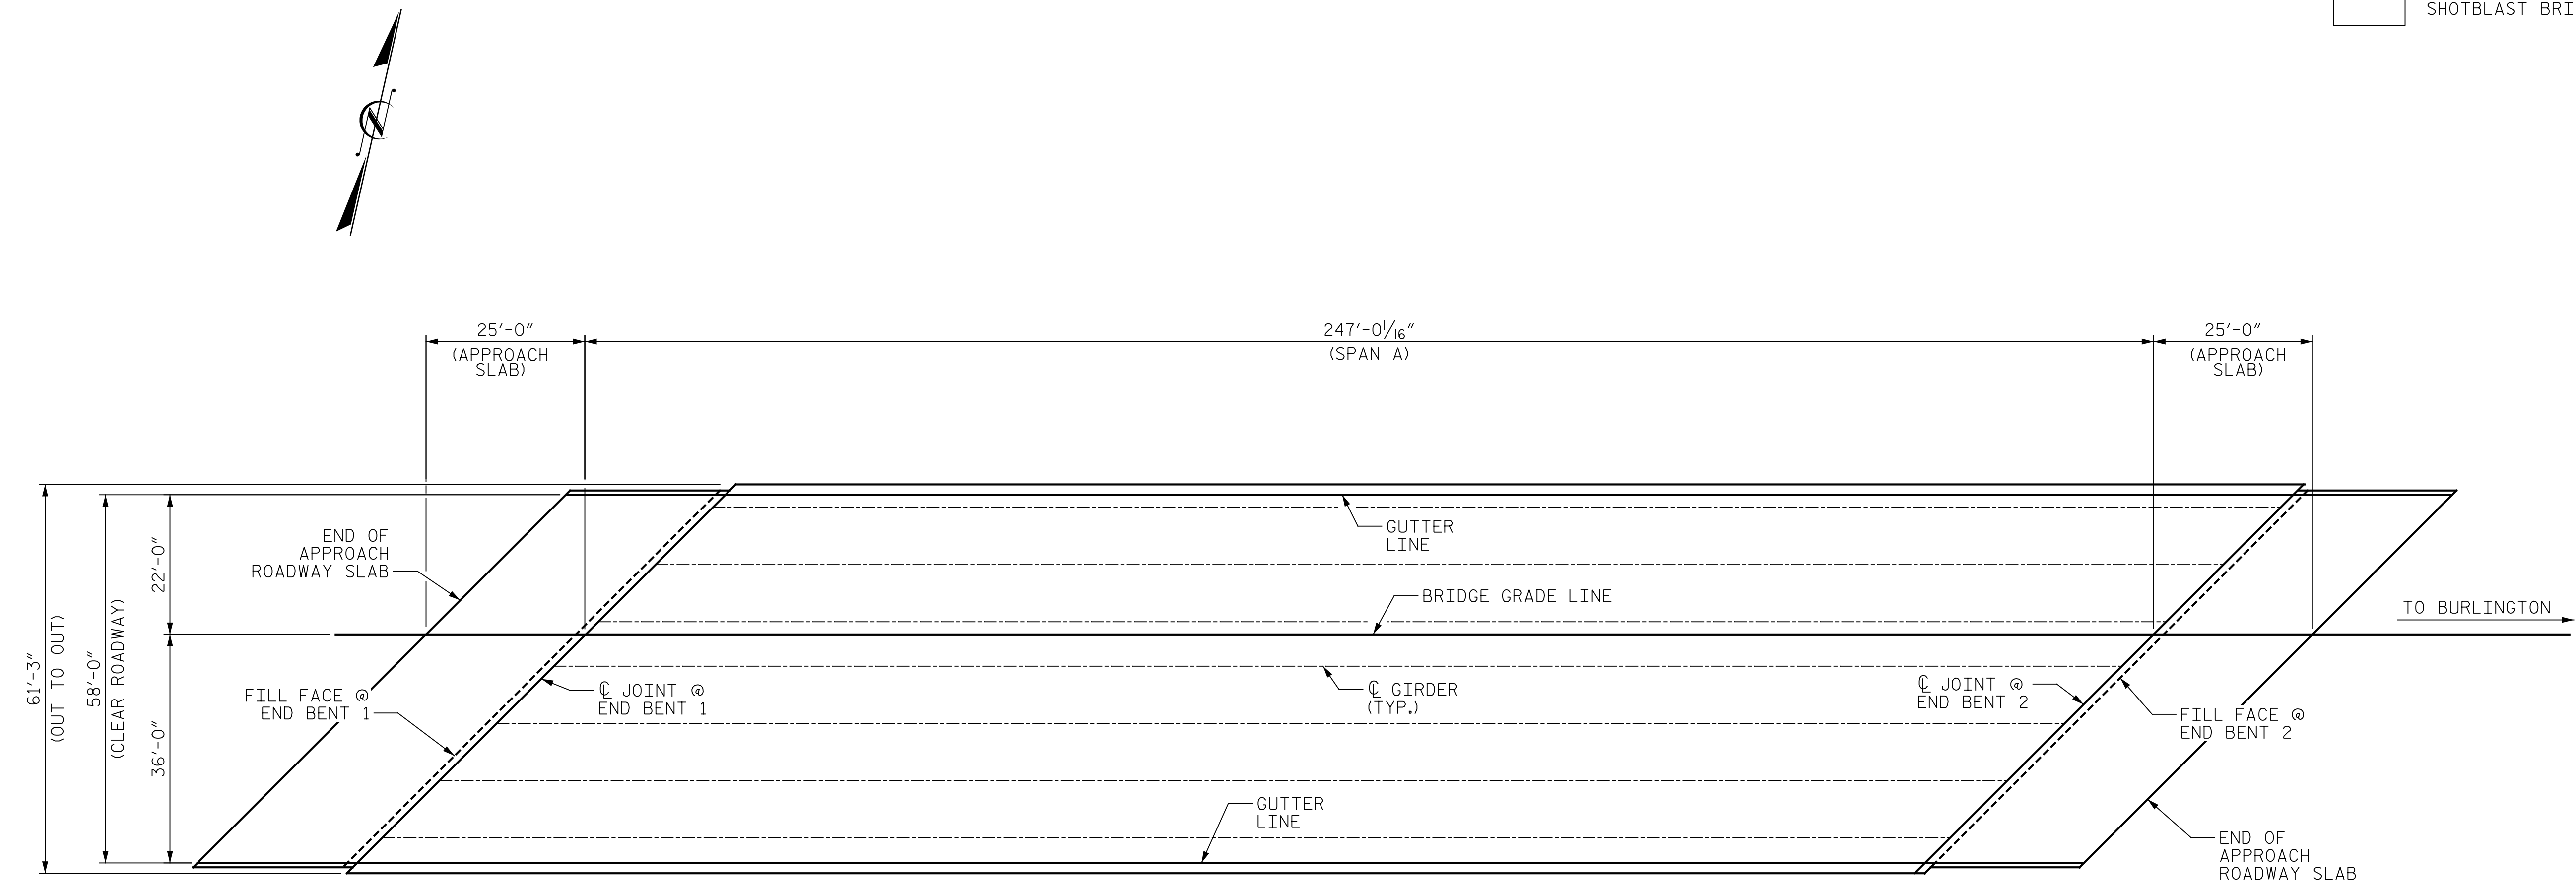 SHOTBLAST BRI
N
25'-0"
(APPROACH
SLAB)
247'-0 1/16"
(SPAN A)
25'-0"
(APPROACH
SLAB)
61'-3"
(OUT TO OUT)
58'-0"
(CLEAR ROADWAY)
22'-0"
36'-0"
END OF
APPROACH
ROADWAY SLAB
GUTTER
LINE
BRIDGE GRADE LINE
TO BURLINGTON
FILL FACE @
END BENT 1
℄ JOINT @
END BENT 1
℄ GIRDER
(TYP.)
℄ JOINT @
END BENT 2
FILL FACE @
END BENT 2
GUTTER
LINE
END OF
APPROACH
ROADWAY SLAB